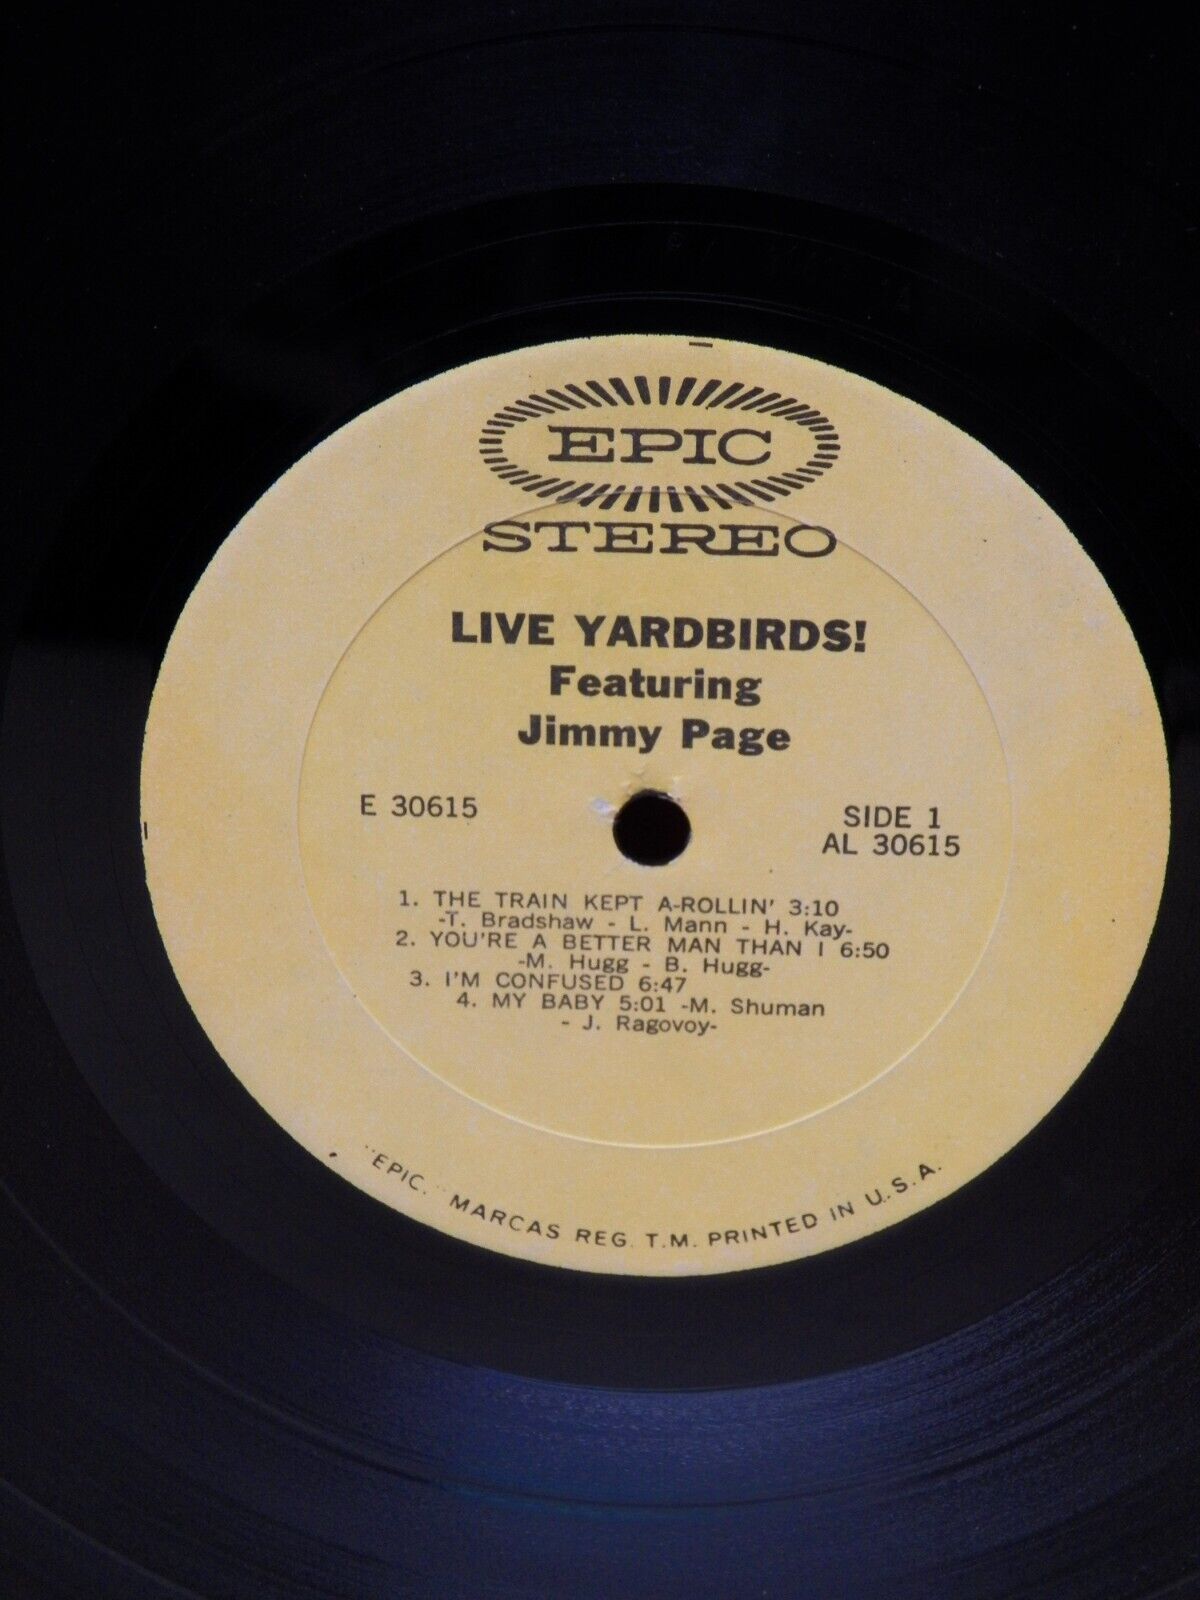 EPIC
STEREO
LIVE YARDBIRDS!
Featuring
Jimmy Page
E 30615
SIDE 1
AL 30615
1. THE TRAIN KEPT A-ROLLIN' 3:10
-T. Bradshaw - L. Mann - H. Kay-
2. YOU'RE A BETTER MAN THAN I 6:50
-M. Hugg - B. Hugg-
3. I'M CONFUSED 6:47
4. MY BABY 5:01 -M. Shuman
- J. Ragovoy-
"EPIC." MARCAS REG. T.M. PRINTED IN U.S.A.